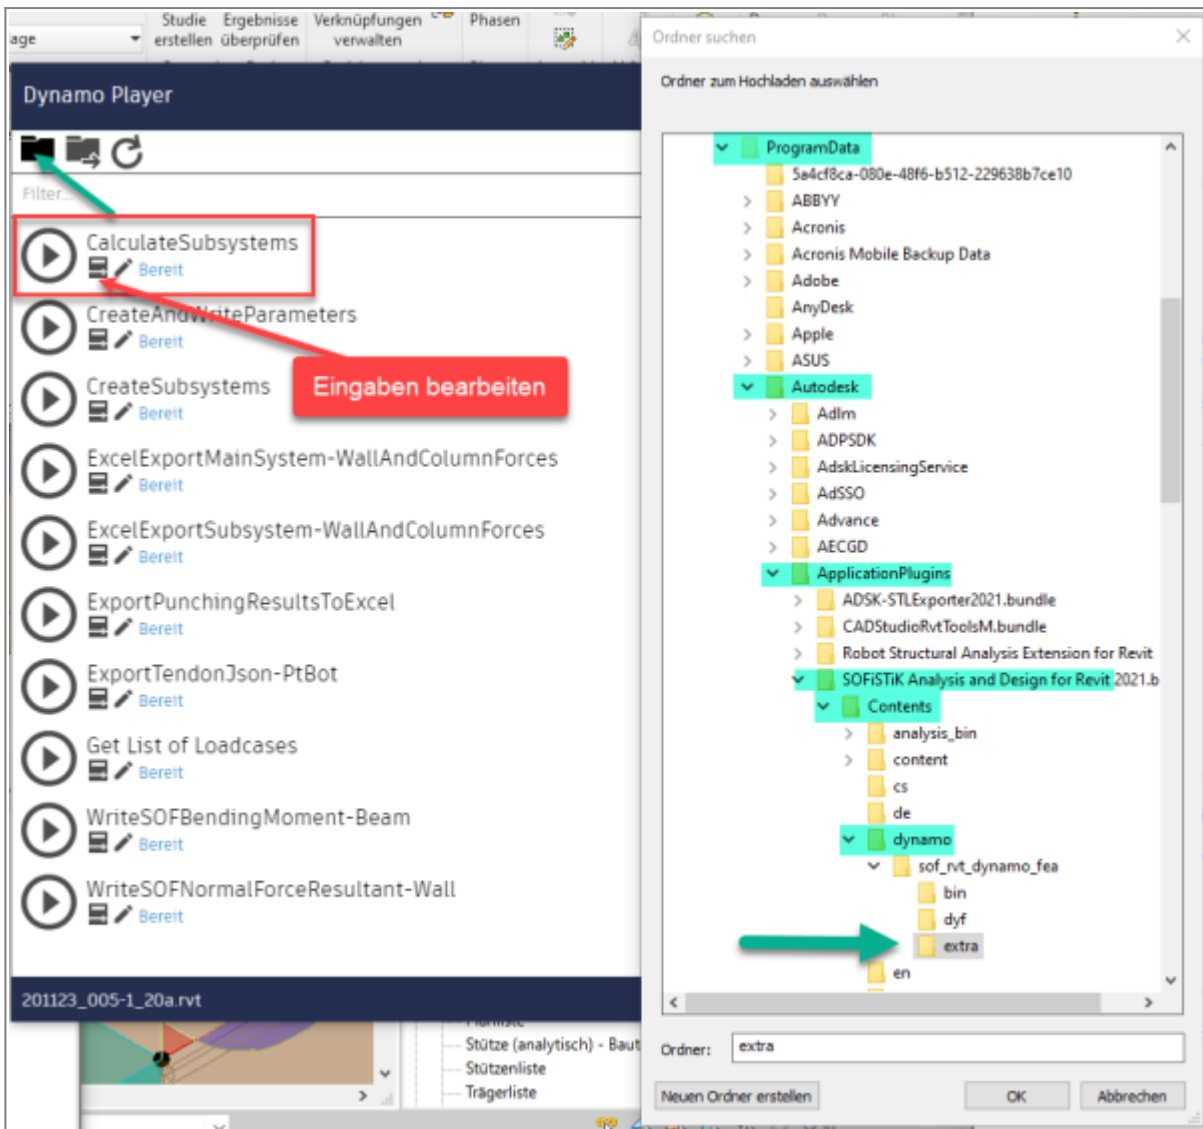 Studie Ergebnisse Verknüpfungen Phasen
age erstellen überprüfen verwalten
Dynamo Player
Filter...
CalculateSubsystems
Bereit
CreateAndWriteParameters
Bereit
CreateSubsystems
Bereit
Eingaben bearbeiten
ExcelExportMainSystem-WallAndColumnForces
Bereit
ExcelExportSubsystem-WallAndColumnForces
Bereit
ExportPunchingResultsToExcel
Bereit
ExportTendonJson-PtBot
Bereit
Get List of Loadcases
Bereit
WriteSOFBendingMoment-Beam
Bereit
WriteSOFNormalForceResultant-Wall
Bereit
201123_005-1_20a.rvt
Stütze (analytisch) - Baut
Stützenliste
Trägerliste
Ordner suchen
Ordner zum Hochladen auswählen
ProgramData
5a4cf8ca-080e-48f6-b512-229638b7ce10
ABBYY
Acronis
Acronis Mobile Backup Data
Adobe
AnyDesk
Apple
ASUS
Autodesk
Adlm
ADPSDK
AdskLicensingService
AdSSO
Advance
AECGD
ApplicationPlugins
ADSK-STLExporter2021.bundle
CADStudioRvtToolsM.bundle
Robot Structural Analysis Extension for Revit
SOFiSTiK Analysis and Design for Revit 2021.b
Contents
analysis_bin
content
cs
de
dynamo
sof_rvt_dynamo_fea
bin
dyf
extra
en
Ordner: extra
Neuen Ordner erstellen OK Abbrechen